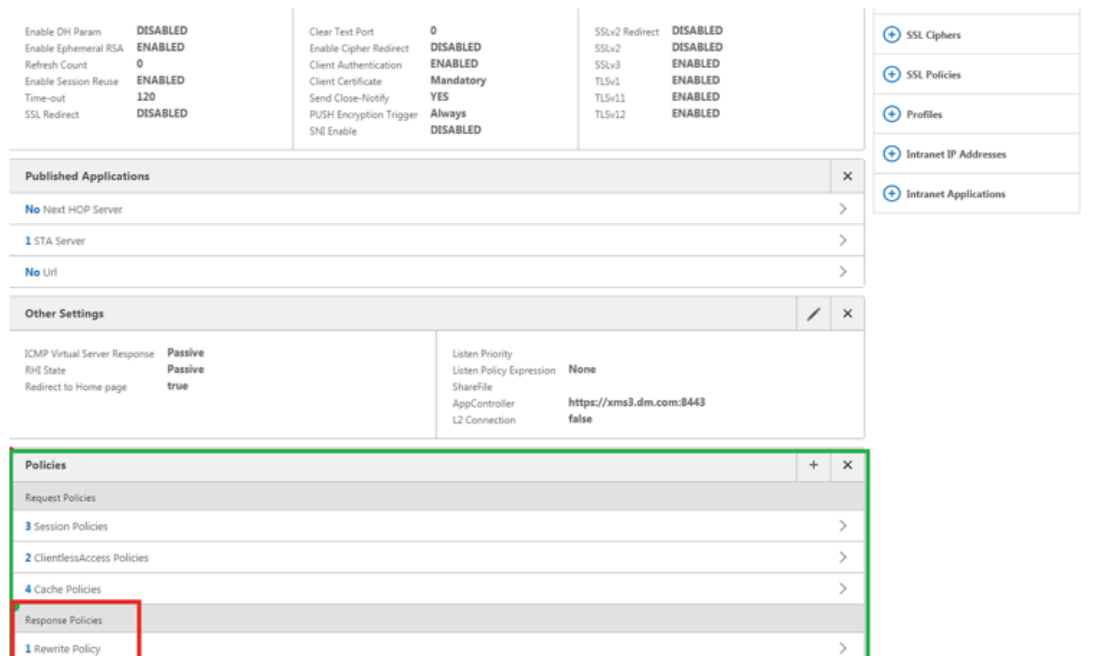 Enable DH Param DISABLED
Enable Ephemeral RSA ENABLED
Refresh Count 0
Enable Session Reuse ENABLED
Time-out 120
SSL Redirect DISABLED
Clear Text Port 0
Enable Cipher Redirect DISABLED
Client Authentication ENABLED
Client Certificate Mandatory
Send Close-Notify YES
PUSH Encryption Trigger Always
SNI Enable DISABLED
SSLv2 Redirect DISABLED
SSLv2 DISABLED
SSLv3 ENABLED
TLSv1 ENABLED
TLSv11 ENABLED
TLSv12 ENABLED
SSL Ciphers
SSL Policies
Profiles
Intranet IP Addresses
Intranet Applications
Published Applications
No Next HOP Server
1 STA Server
No Url
Other Settings
ICMP Virtual Server Response Passive
RHI State Passive
Redirect to Home page true
Listen Priority
Listen Policy Expression None
ShareFile
AppController https://xms3.dm.com:8443
L2 Connection false
Policies
Request Policies
3 Session Policies
2 ClientlessAccess Policies
4 Cache Policies
Response Policies
1 Rewrite Policy